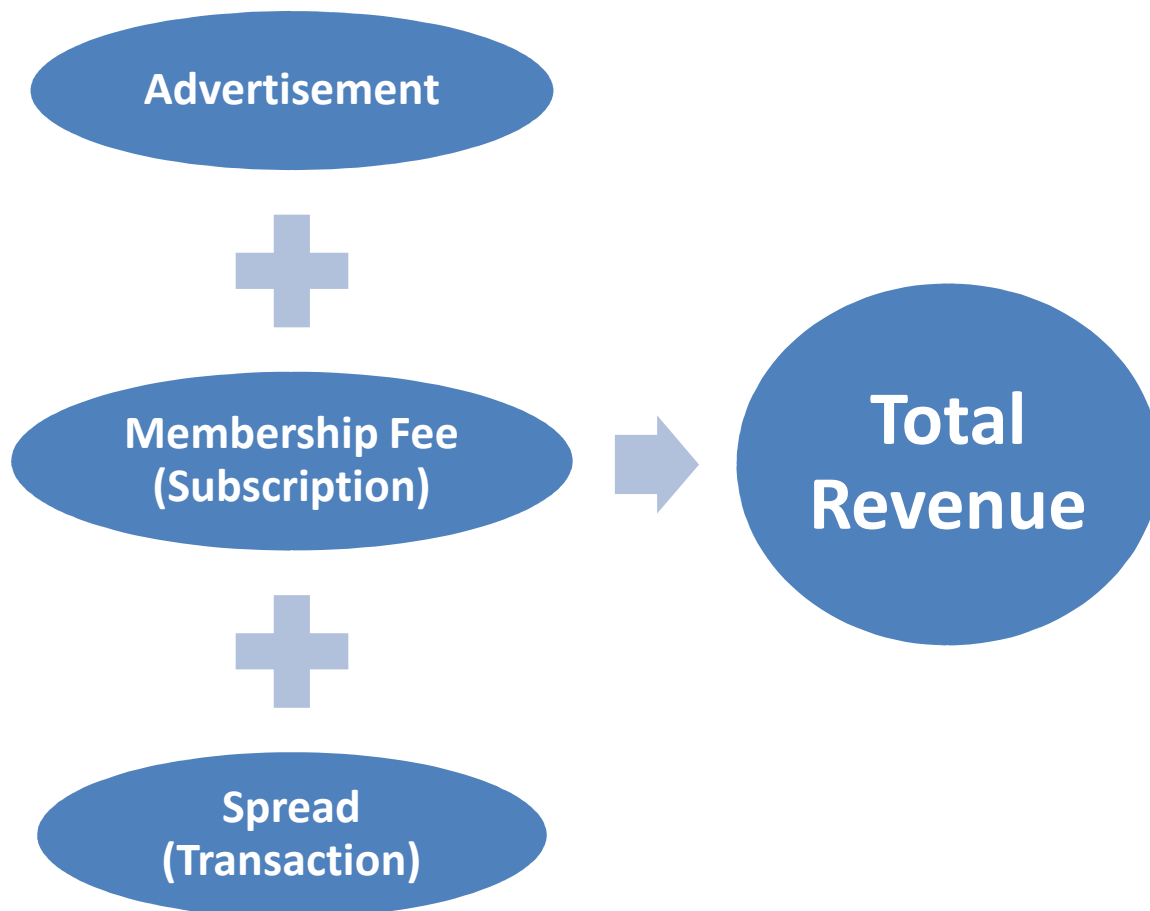 Advertisement
Membership Fee
(Subscription)
Spread
(Transaction)
Total
Revenue